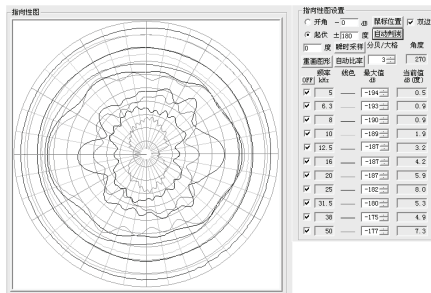 指向性图
指向性图设置
开角 -0 dB 鼠标位置 双边
起伏 ±180 度 自动判读
0 度 瞬时采样 分贝/大格 角度
重画图形 自动比率 3 270
频率 线色 最大值 当前值
OFF kHz dB dB(度)
5 -194 0.5
6.3 -193 0.9
8 -190 0.9
10 -189 1.9
12.5 -187 3.2
16 -187 4.2
20 -187 5.9
25 -182 8.0
31.5 -180 5.3
38 -175 4.9
50 -177 7.3